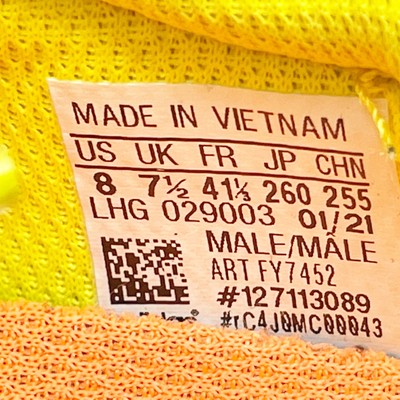 MADE IN VIETNAM
US UK FR JP CHN
8 7½ 41⅓ 260 255
LHG 029003 01/21
MALE/MÂLE
ART FY7452
#127113089
#rC4J0MC00043